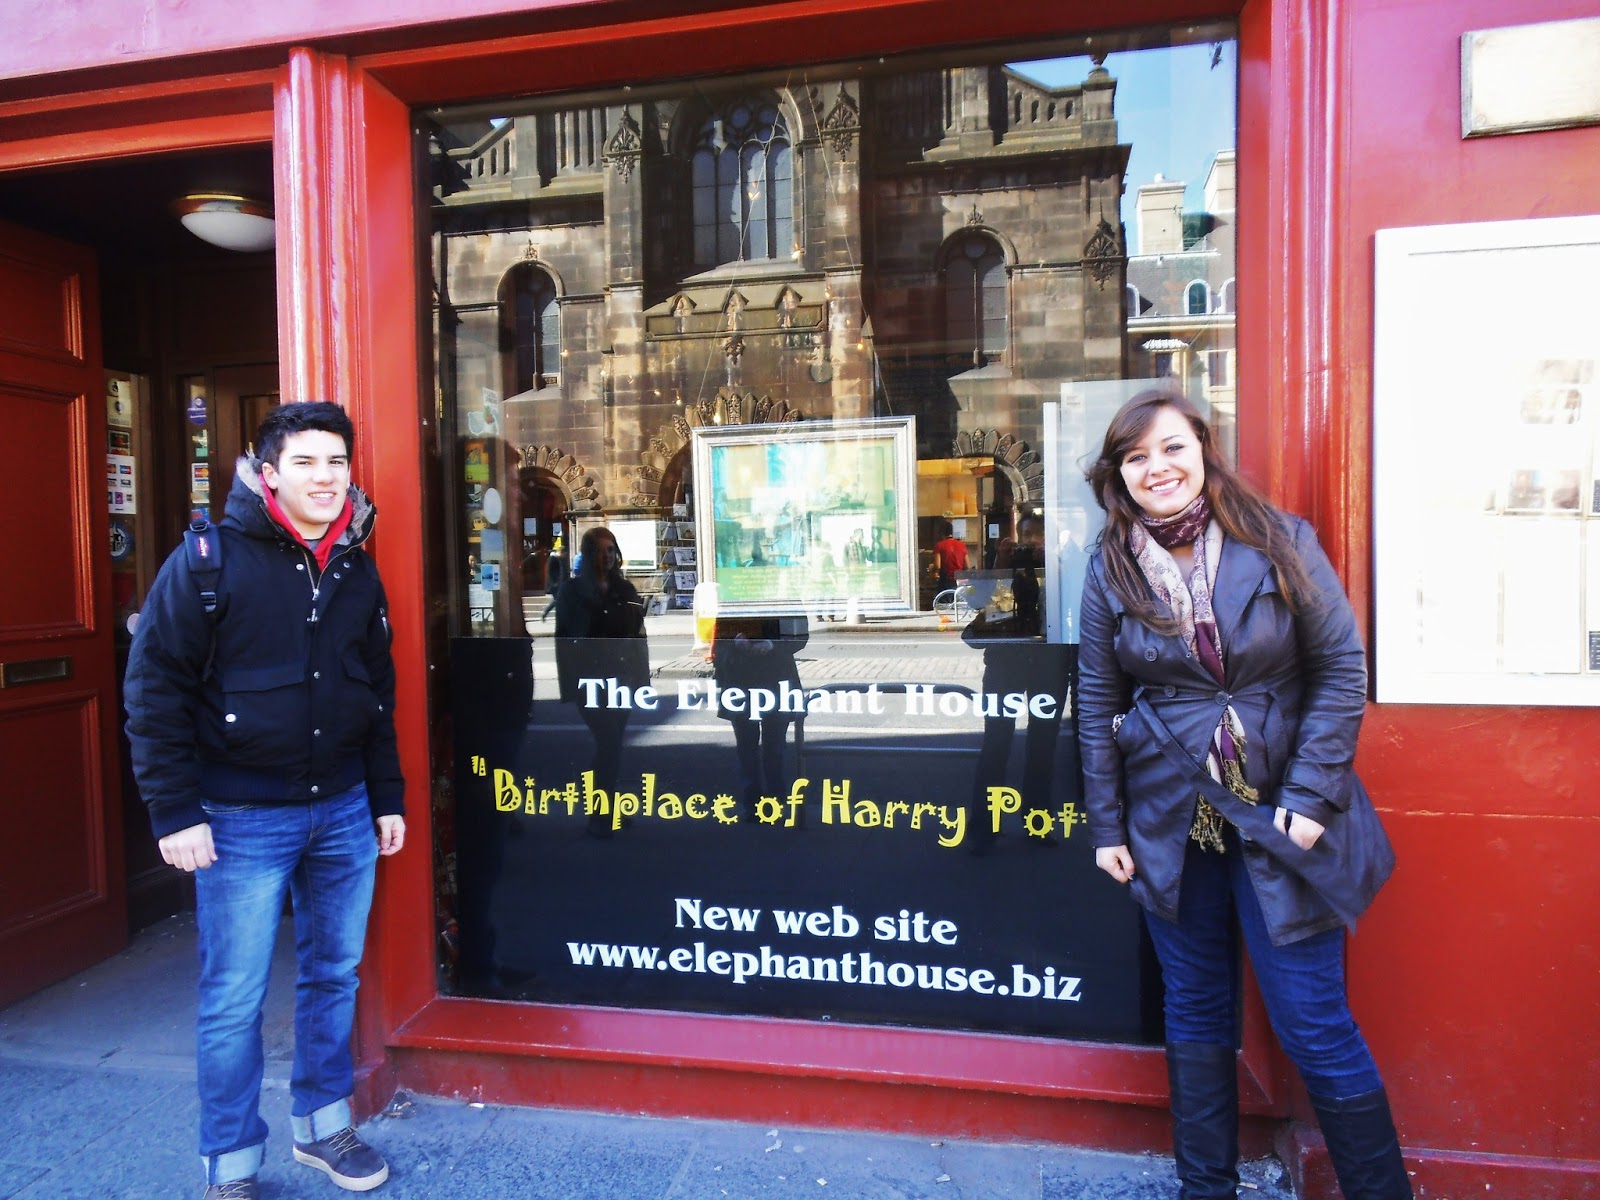 The Elephant House
"A Birthplace of Harry Pot
New web site
www.elephanthouse.biz